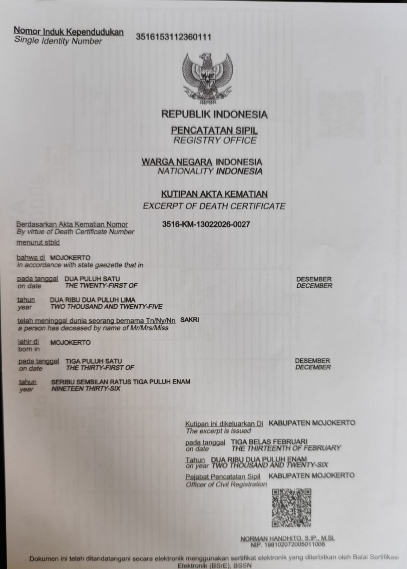 Nomor Induk Kependudukan 3516153112360111
Single Identity Number
REPUBLIK INDONESIA
PENCATATAN SIPIL
REGISTRY OFFICE
WARGA NEGARA INDONESIA
NATIONALITY INDONESIA
KUTIPAN AKTA KEMATIAN
EXCERPT OF DEATH CERTIFICATE
Berdasarkan Akta Kematian Nomor 3516-KM-13022026-0027
By virtue of Death Certificate Number
menurut stbld
bahwa di MOJOKERTO
in accordance with state gaezette that in
pada tanggal DUA PULUH SATU DESEMBER
on date THE TWENTY-FIRST OF DECEMBER
tahun DUA RIBU DUA PULUH LIMA
year TWO THOUSAND AND TWENTY-FIVE
telah meninggal dunia seorang bernama Tn/Ny/Nn SAKRI
a person has deceased by name of Mr/Mrs/Miss
lahir di MOJOKERTO
born in
pada tanggal TIGA PULUH SATU DESEMBER
on date THE THIRTY-FIRST OF DECEMBER
tahun SERIBU SEMBILAN RATUS TIGA PULUH ENAM
year NINETEEN THIRTY-SIX
Kutipan ini dikeluarkan Di KABUPATEN MOJOKERTO
The excerpt is issued
pada tanggal TIGA BELAS FEBRUARI
on date THE THIRTEENTH OF FEBRUARY
Tahun DUA RIBU DUA PULUH ENAM
on year TWO THOUSAND AND TWENTY-SIX
Pejabat Pencatatan Sipil KABUPATEN MOJOKERTO
Officer of Civil Registration
NORMAN HANDHITO, S.IP., M.SI.
NIP. 198102072005011006
Dokumen ini telah ditandatangani secara elektronik menggunakan sertifikat elektronik yang diterbitkan oleh Balai Sertifikasi
Elektronik (BSrE), BSSN